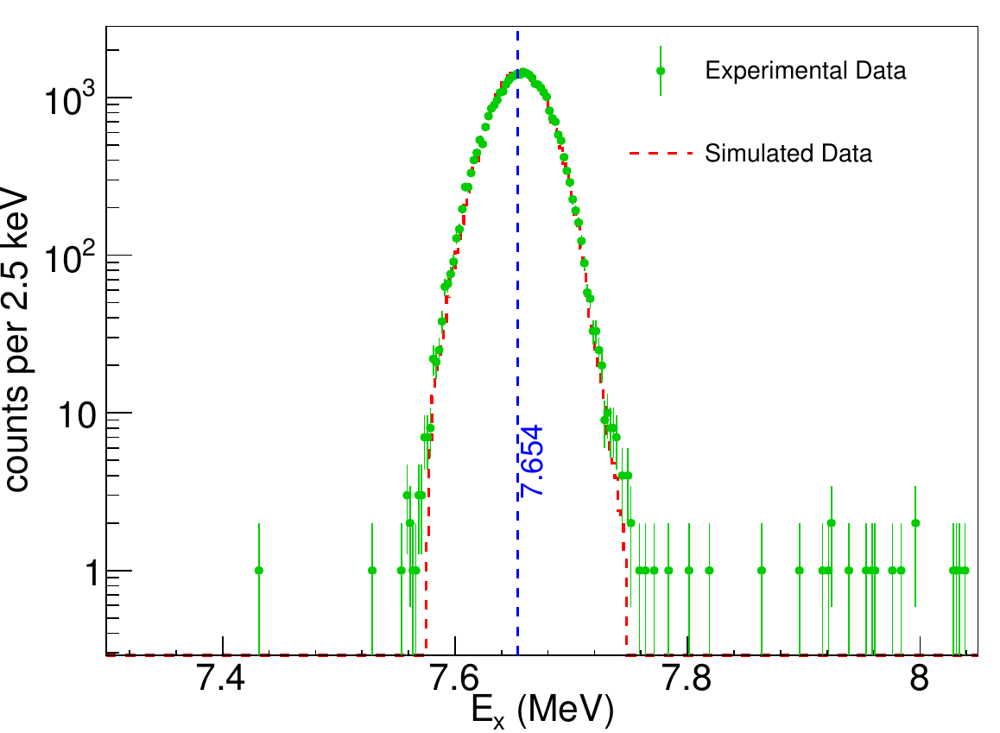 Experimental Data
Simulated Data
10³
10²
10
1
counts per 2.5 keV
7.654
7.4
7.6
7.8
8
Eₓ (MeV)